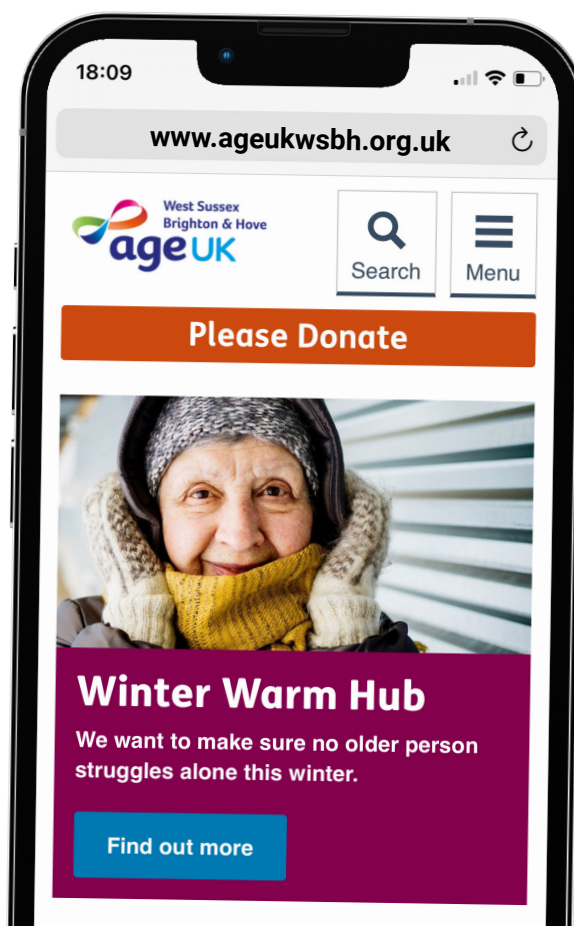 18:09
www.ageukwsbh.org.uk
West Sussex
Brighton & Hove
age UK
Search
Menu
Please Donate
Winter Warm Hub
We want to make sure no older person
struggles alone this winter.
Find out more